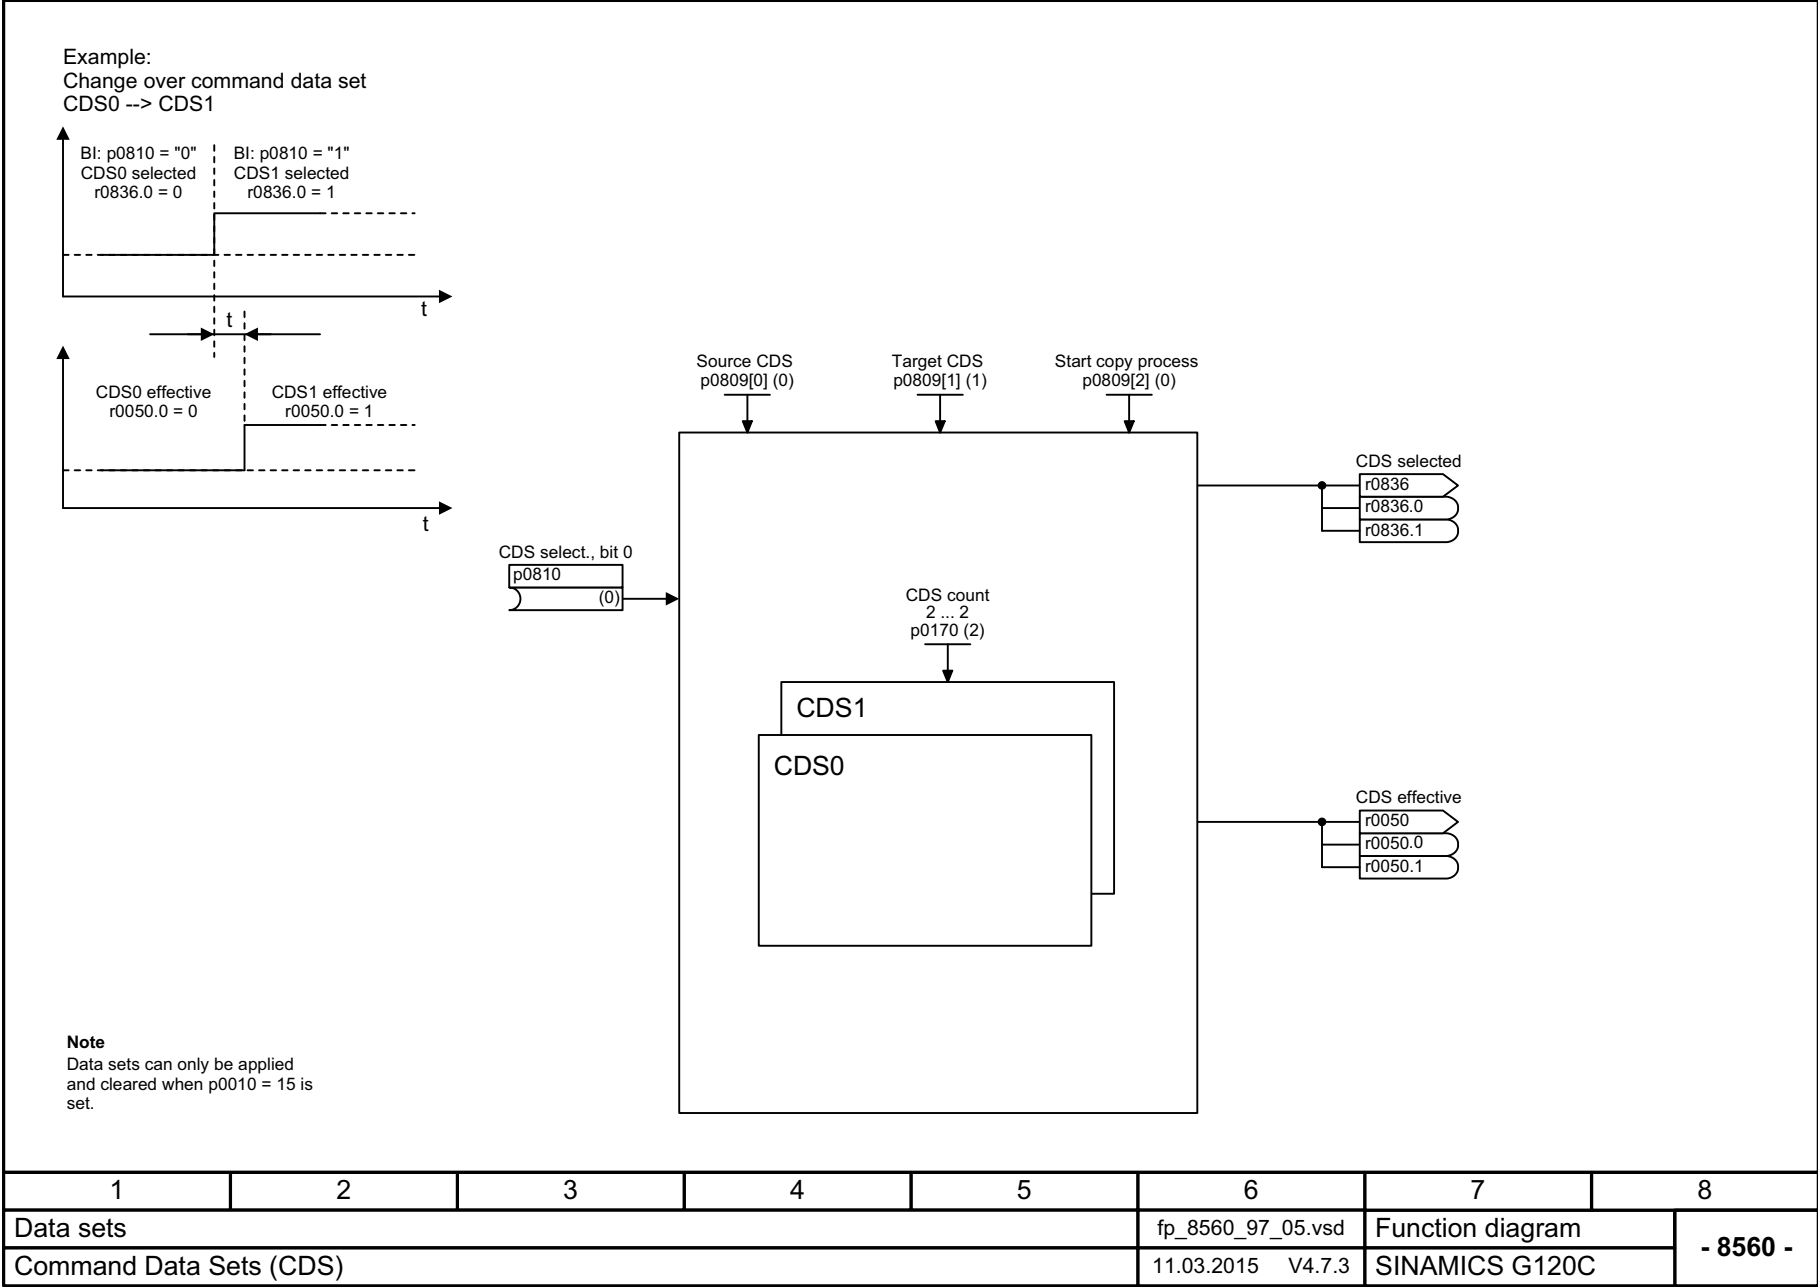 Example:
Change over command data set
CDS0 --> CDS1
BI: p0810 = "0"
CDS0 selected
r0836.0 = 0
BI: p0810 = "1"
CDS1 selected
r0836.0 = 1
t
t
CDS0 effective
r0050.0 = 0
CDS1 effective
r0050.0 = 1
t
Source CDS
p0809[0] (0)
Target CDS
p0809[1] (1)
Start copy process
p0809[2] (0)
CDS selected
r0836
r0836.0
r0836.1
CDS select., bit 0
p0810
(0)
CDS count
2 ... 2
p0170 (2)
CDS1
CDS0
CDS effective
r0050
r0050.0
r0050.1
Note
Data sets can only be applied
and cleared when p0010 = 15 is
set.
1 2 3 4 5 6 7 8
Data sets
fp_8560_97_05.vsd
Function diagram
- 8560 -
Command Data Sets (CDS)
11.03.2015 V4.7.3
SINAMICS G120C